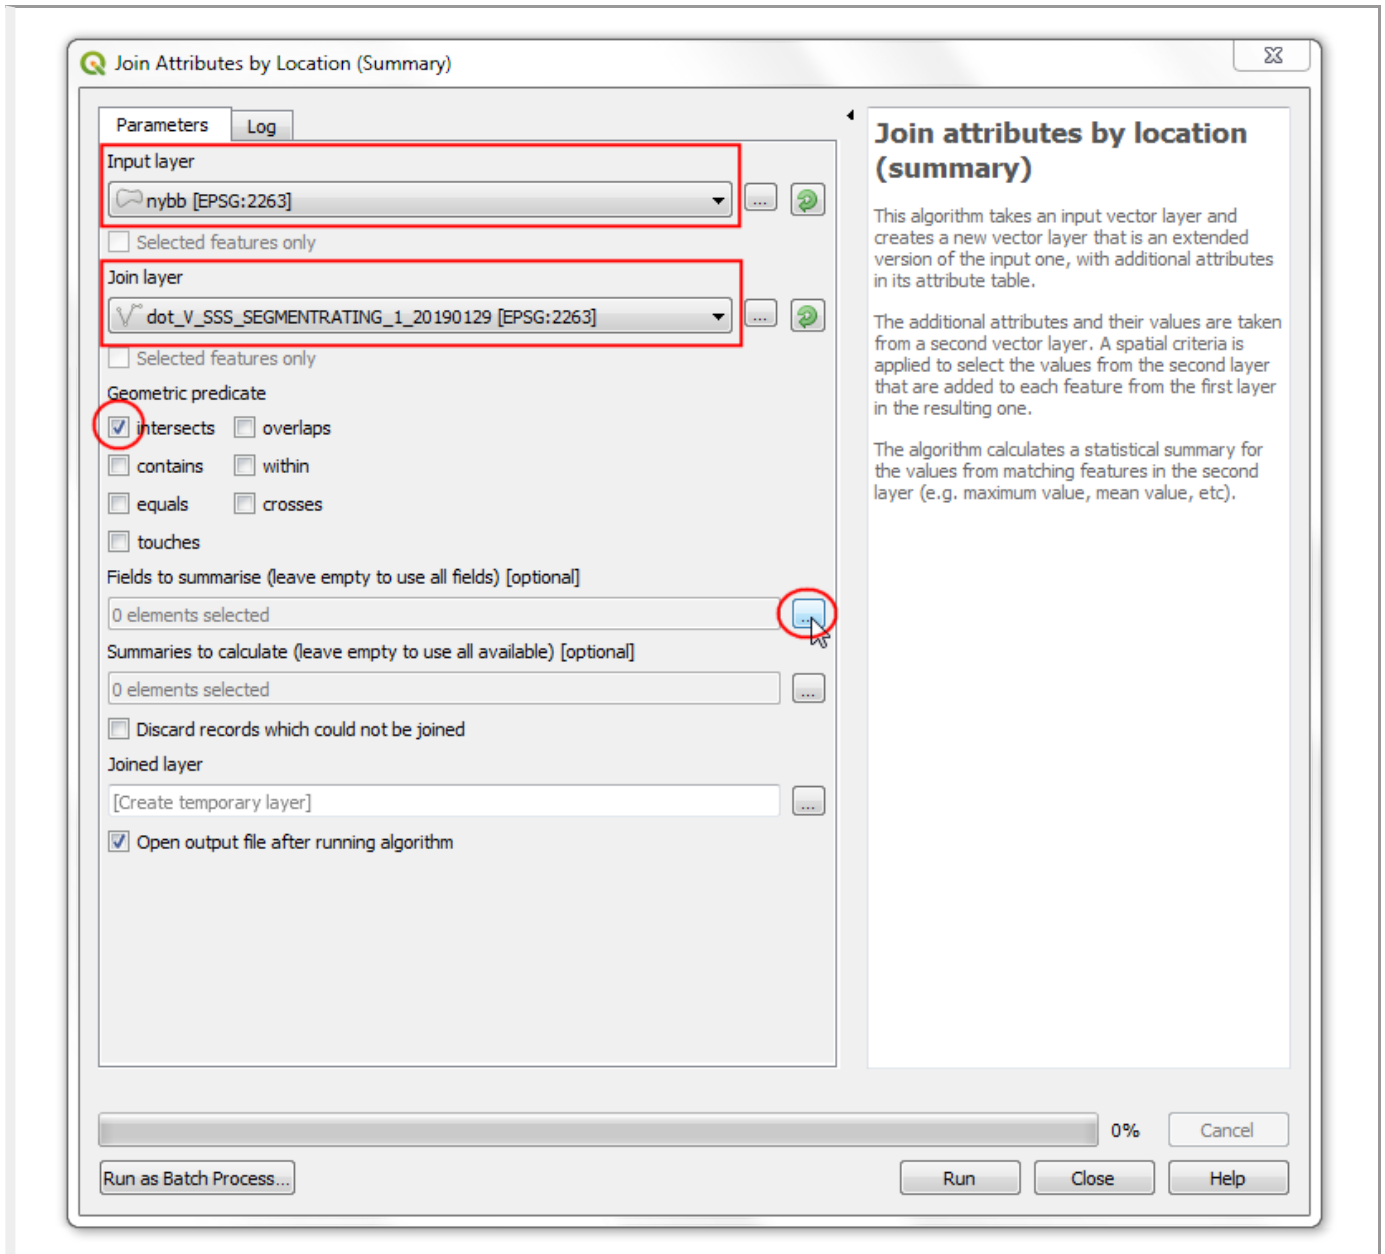 Join Attributes by Location (Summary)
Parameters
Log
Input layer
nybb [EPSG:2263]
...
Selected features only
Join layer
dot_V_SSS_SEGMENTRATING_1_20190129 [EPSG:2263]
...
Selected features only
Geometric predicate
intersects
overlaps
contains
within
equals
crosses
touches
Fields to summarise (leave empty to use all fields) [optional]
0 elements selected
...
Summaries to calculate (leave empty to use all available) [optional]
0 elements selected
...
Discard records which could not be joined
Joined layer
[Create temporary layer]
...
Open output file after running algorithm
Join attributes by location
(summary)
This algorithm takes an input vector layer and
creates a new vector layer that is an extended
version of the input one, with additional attributes
in its attribute table.
The additional attributes and their values are taken
from a second vector layer. A spatial criteria is
applied to select the values from the second layer
that are added to each feature from the first layer
in the resulting one.
The algorithm calculates a statistical summary for
the values from matching features in the second
layer (e.g. maximum value, mean value, etc).
0%
Cancel
Run as Batch Process...
Run
Close
Help